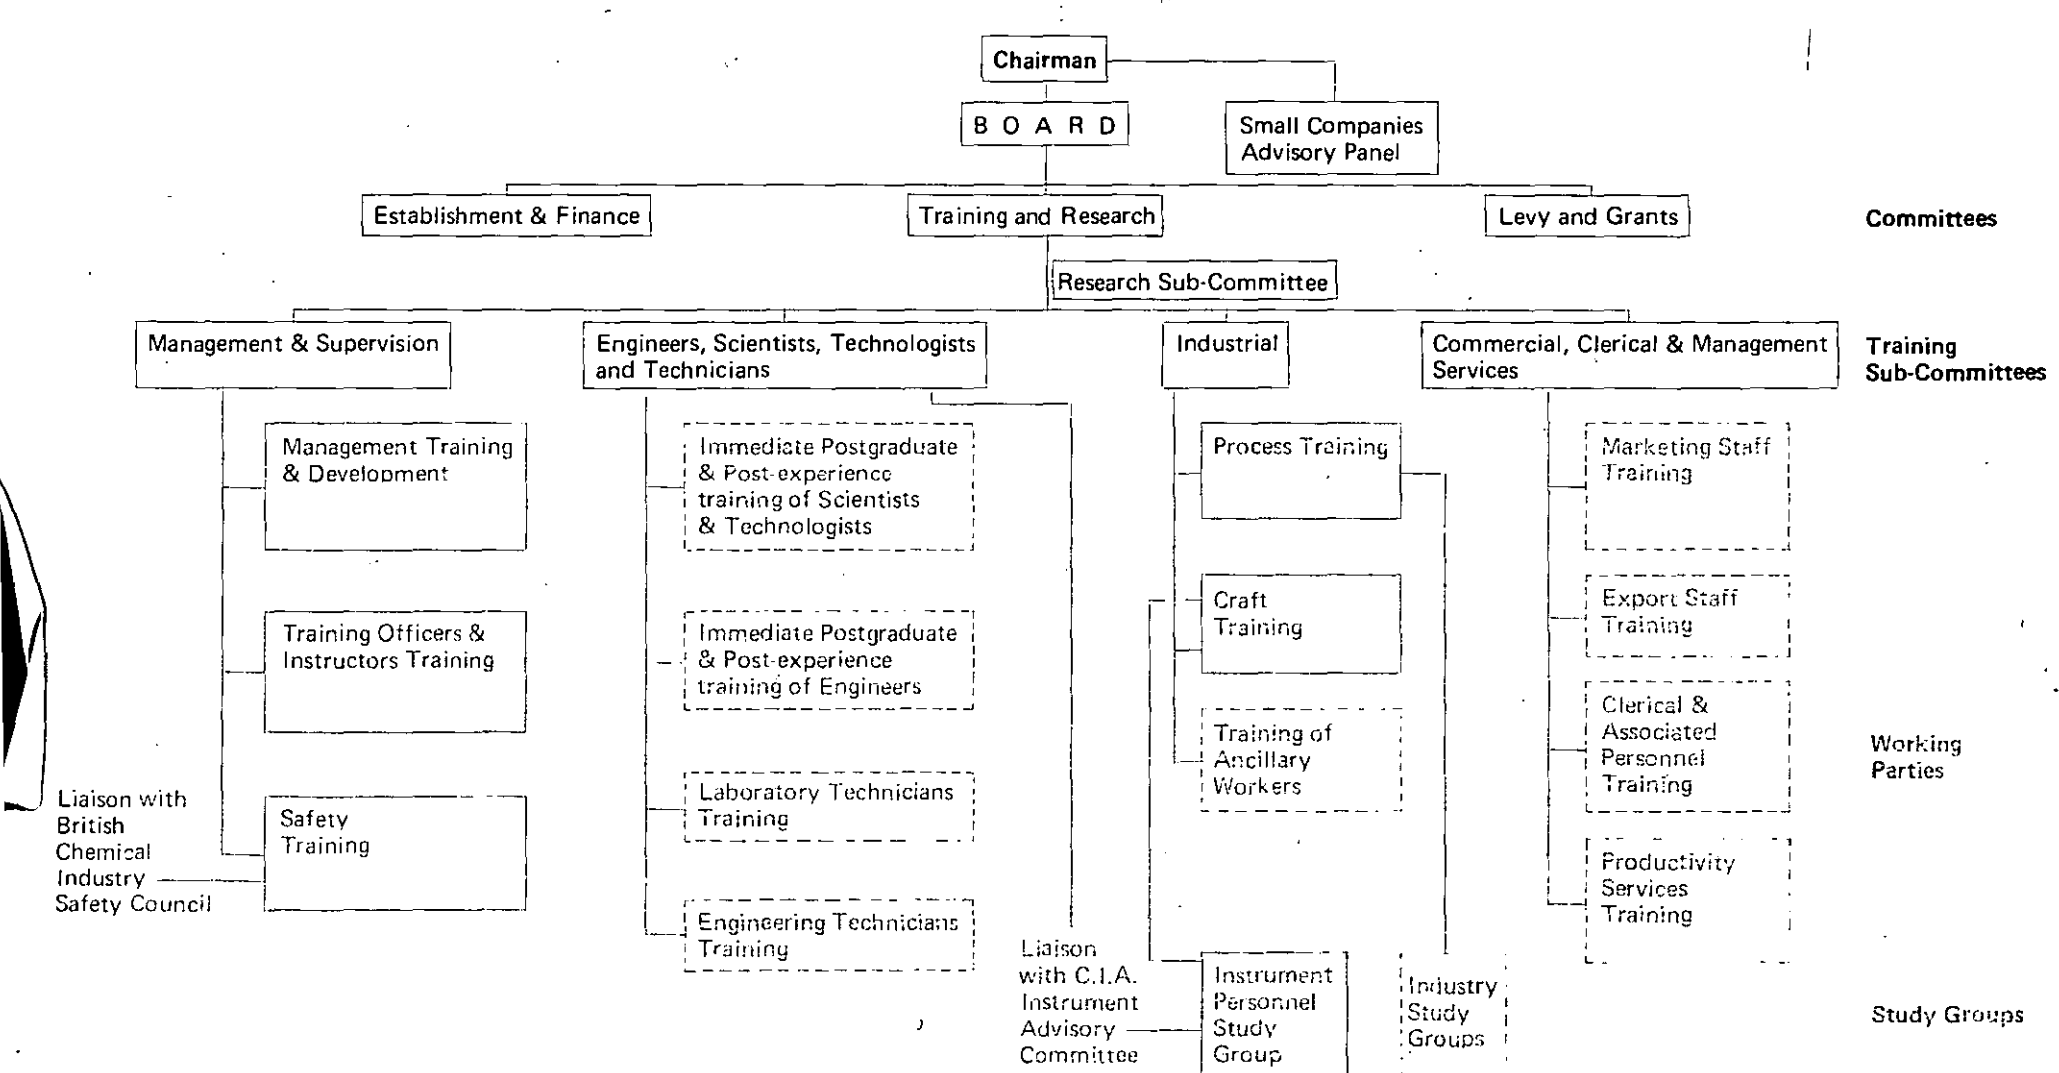 Chairman
B O A R D
Small Companies
Advisory Panel
Establishment & Finance
Training and Research
Levy and Grants
Committees
Research Sub-Committee
Management & Supervision
Engineers, Scientists, Technologists
and Technicians
Industrial
Commercial, Clerical & Management
Services
Training
Sub-Committees
Management Training
& Development
Training Officers &
Instructors Training
Liaison with
British
Chemical
Industry
Safety Council
Safety
Training
Immediate Postgraduate
& Post-experience
training of Scientists
& Technologists
Immediate Postgraduate
& Post-experience
training of Engineers
Laboratory Technicians
Training
Engineering Technicians
Training
Liaison
with C.I.A.
Instrument
Advisory
Committee
Process Training
Craft
Training
Training of
Ancillary
Workers
Instrument
Personnel
Study
Group
Industry
Study
Groups
Marketing Staff
Training
Export Staff
Training
Clerical &
Associated
Personnel
Training
Productivity
Services
Training
Working
Parties
Study Groups